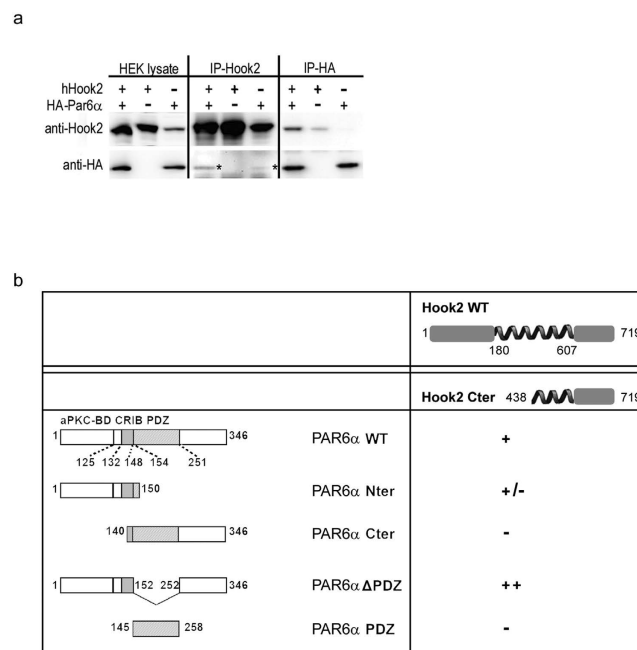 a
HEK lysate IP-Hook2 IP-HA
hHook2 + + - + + - + + -
HA-Par6α + - + + - + + - +
anti-Hook2
anti-HA * *
b
Hook2 WT
1 719
180 607
Hook2 Cter 438 719
aPKC-BD CRIB PDZ
1 346 PAR6α WT +
125 132 148 154 251
1 150 PAR6α Nter +/-
140 346 PAR6α Cter -
1 152 252 346 PAR6α ΔPDZ ++
145 258 PAR6α PDZ -